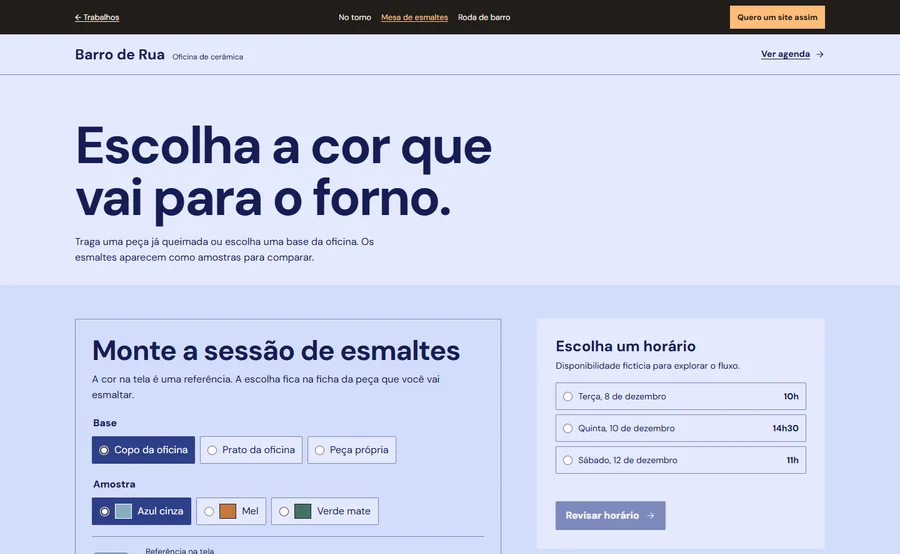 ← Trabalhos
No torno
Mesa de esmaltes
Roda de barro
Quero um site assim
Barro de Rua
Oficina de cerâmica
Ver agenda →
Escolha a cor que
vai para o forno.
Traga uma peça já queimada ou escolha uma base da oficina. Os
esmaltes aparecem como amostras para comparar.
Monte a sessão de esmaltes
A cor na tela é uma referência. A escolha fica na ficha da peça que você vai
esmaltar.
Base
Copo da oficina
Prato da oficina
Peça própria
Amostra
Azul cinza
Mel
Verde mate
Referência na tela
Escolha um horário
Disponibilidade fictícia para explorar o fluxo.
Terça, 8 de dezembro 10h
Quinta, 10 de dezembro 14h30
Sábado, 12 de dezembro 11h
Revisar horário →